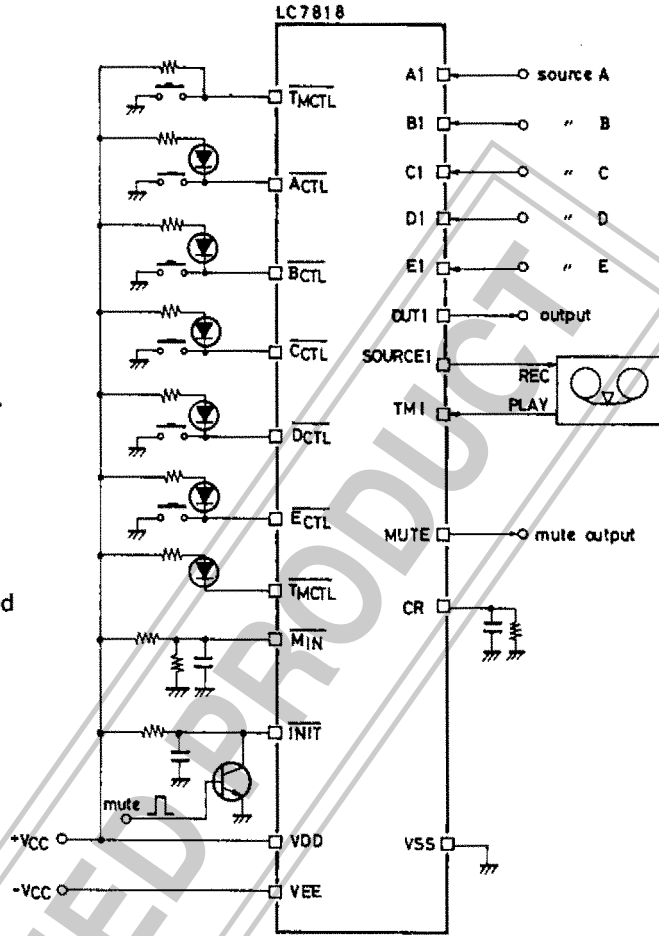 LC7818
TMCTL
ACTL
BCTL
CCTL
DCTL
ECTL
TMCTL
MIN
INIT
mute
+VCC
VDD
-VCC
VEE
A1
source A
B1
" B
C1
" C
D1
" D
E1
" E
OUT1
output
SOURCE1
REC
TM1
PLAY
MUTE
mute output
CR
VSS
d
ED PRODUCT